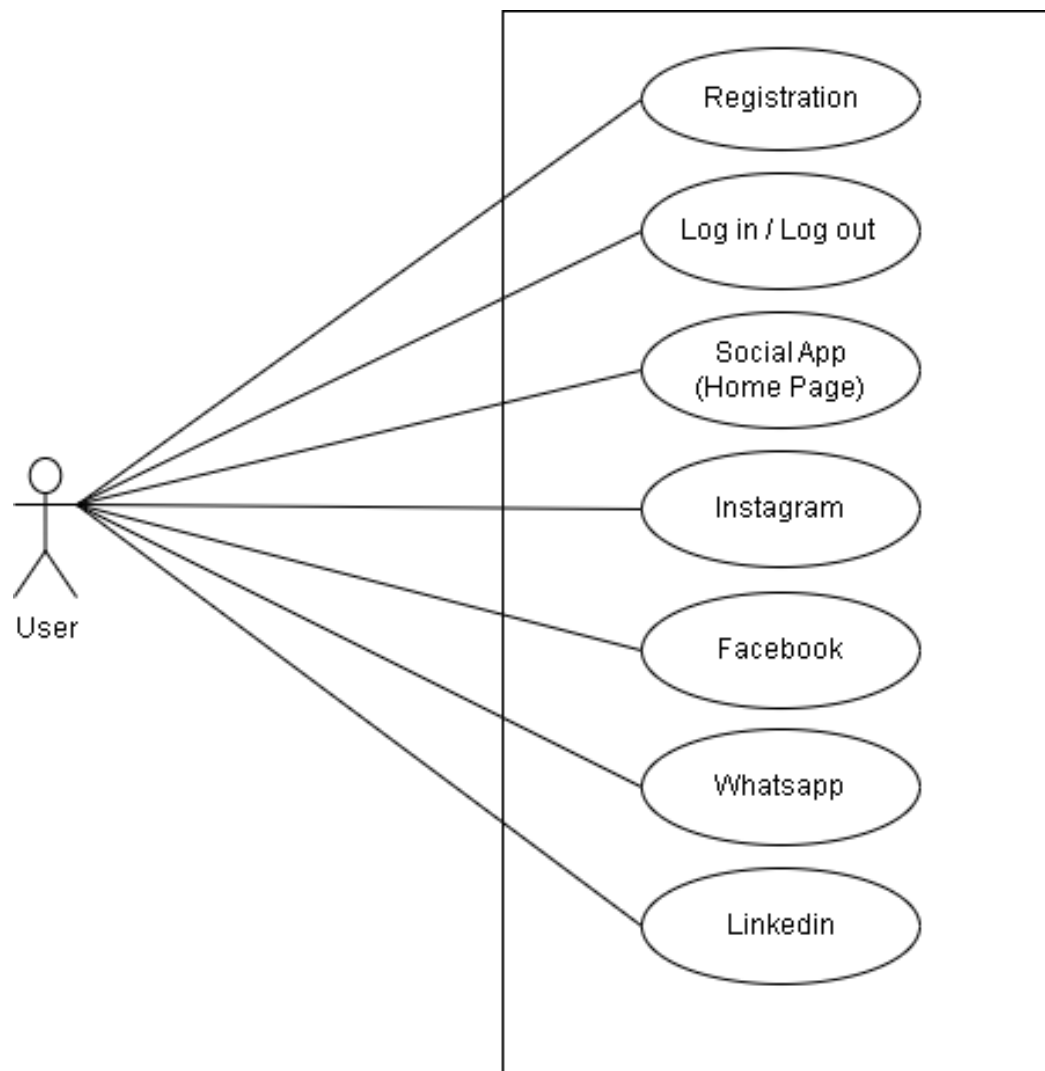 Registration
Log in / Log out
Social App
(Home Page)
Instagram
User
Facebook
Whatsapp
Linkedin